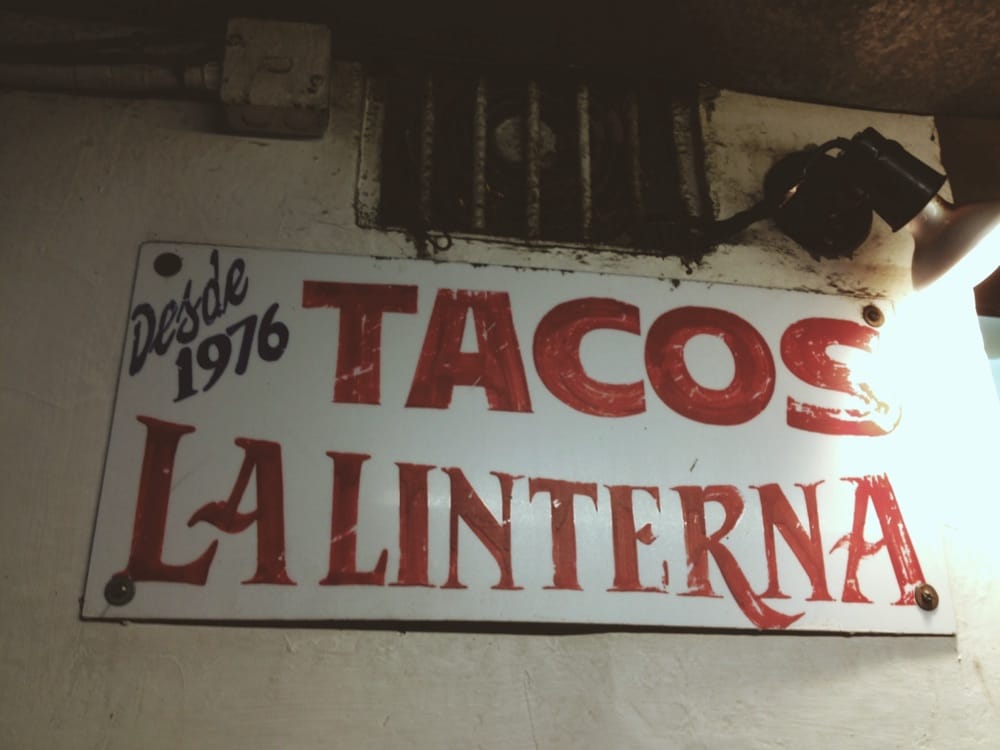 Desde
1976
TACOS
LA LINTERNA